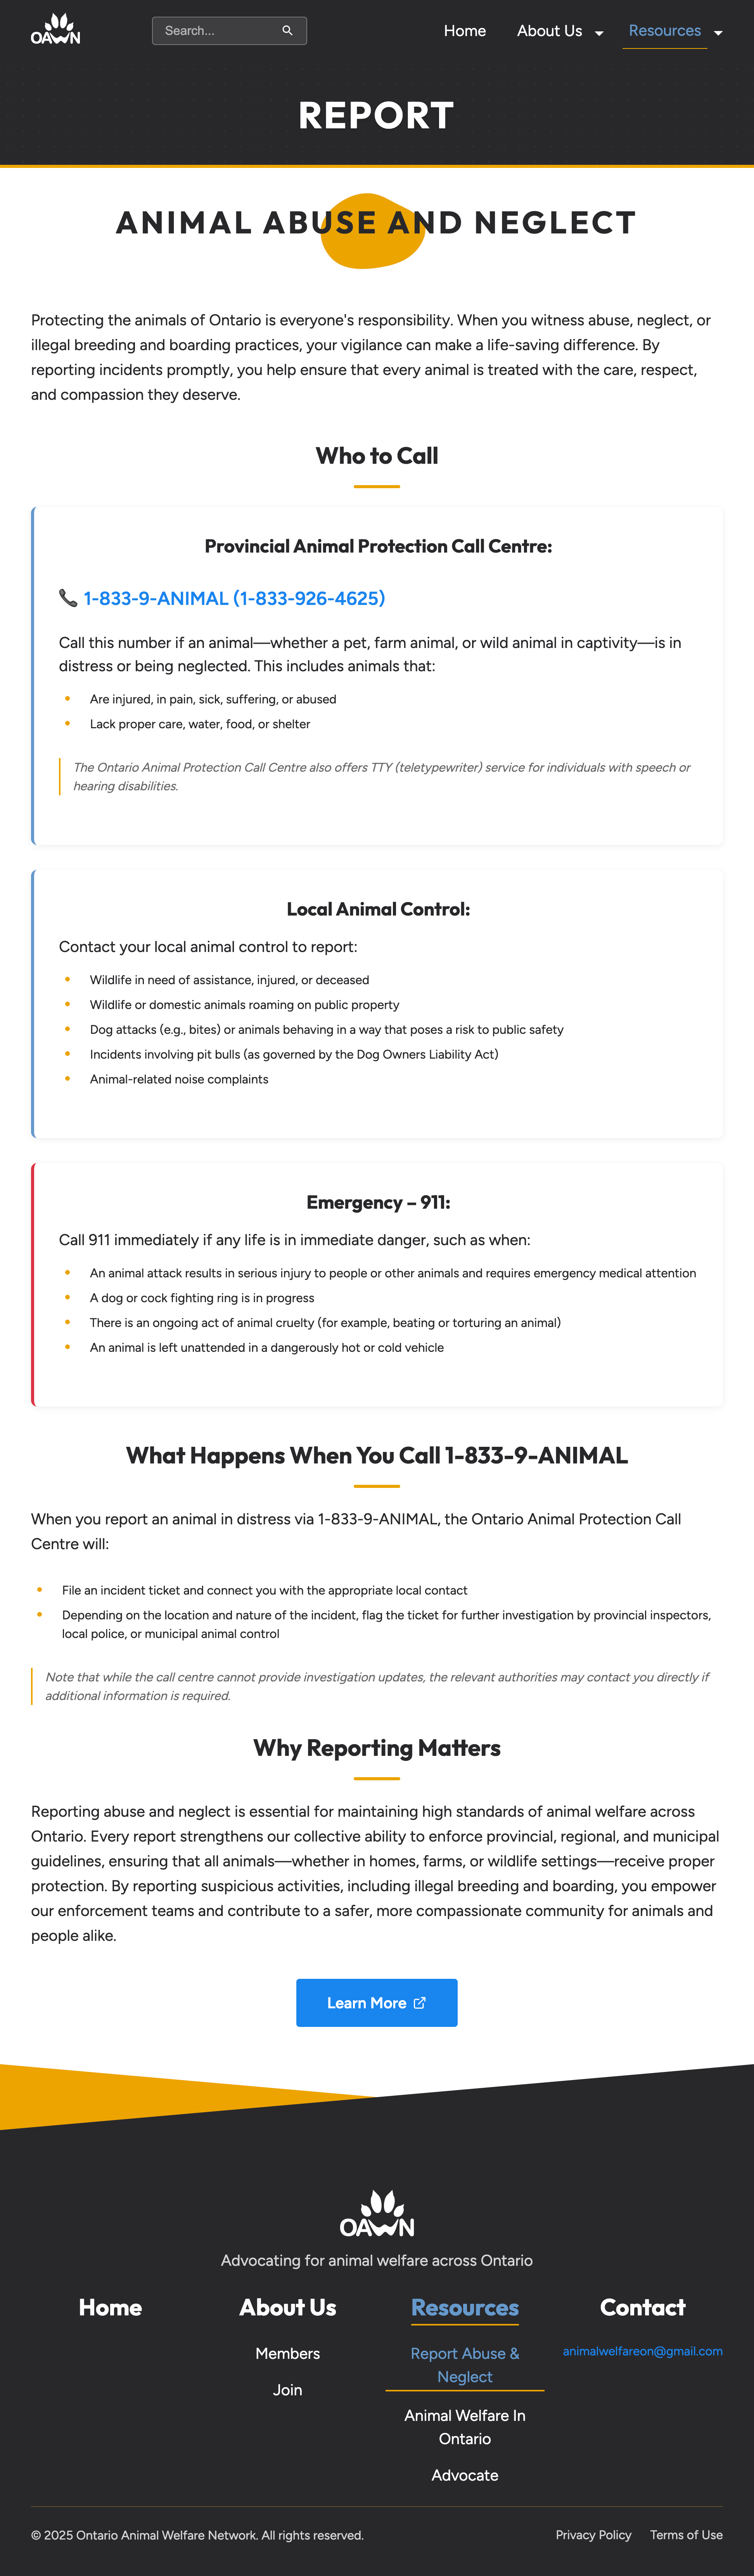 OAWN
Search...
Home
About Us
Resources
REPORT
ANIMAL ABUSE AND NEGLECT
Protecting the animals of Ontario is everyone's responsibility. When you witness abuse, neglect, or
illegal breeding and boarding practices, your vigilance can make a life-saving difference. By
reporting incidents promptly, you help ensure that every animal is treated with the care, respect,
and compassion they deserve.
Who to Call
Provincial Animal Protection Call Centre:
1-833-9-ANIMAL (1-833-926-4625)
Call this number if an animal—whether a pet, farm animal, or wild animal in captivity—is in
distress or being neglected. This includes animals that:
Are injured, in pain, sick, suffering, or abused
Lack proper care, water, food, or shelter
The Ontario Animal Protection Call Centre also offers TTY (teletypewriter) service for individuals with speech or
hearing disabilities.
Local Animal Control:
Contact your local animal control to report:
Wildlife in need of assistance, injured, or deceased
Wildlife or domestic animals roaming on public property
Dog attacks (e.g., bites) or animals behaving in a way that poses a risk to public safety
Incidents involving pit bulls (as governed by the Dog Owners Liability Act)
Animal-related noise complaints
Emergency – 911:
Call 911 immediately if any life is in immediate danger, such as when:
An animal attack results in serious injury to people or other animals and requires emergency medical attention
A dog or cock fighting ring is in progress
There is an ongoing act of animal cruelty (for example, beating or torturing an animal)
An animal is left unattended in a dangerously hot or cold vehicle
What Happens When You Call 1-833-9-ANIMAL
When you report an animal in distress via 1-833-9-ANIMAL, the Ontario Animal Protection Call
Centre will:
File an incident ticket and connect you with the appropriate local contact
Depending on the location and nature of the incident, flag the ticket for further investigation by provincial inspectors,
local police, or municipal animal control
Note that while the call centre cannot provide investigation updates, the relevant authorities may contact you directly if
additional information is required.
Why Reporting Matters
Reporting abuse and neglect is essential for maintaining high standards of animal welfare across
Ontario. Every report strengthens our collective ability to enforce provincial, regional, and municipal
guidelines, ensuring that all animals—whether in homes, farms, or wildlife settings—receive proper
protection. By reporting suspicious activities, including illegal breeding and boarding, you empower
our enforcement teams and contribute to a safer, more compassionate community for animals and
people alike.
Learn More
OAWN
Advocating for animal welfare across Ontario
Home
About Us
Members
Join
Resources
Report Abuse &
Neglect
Animal Welfare In
Ontario
Advocate
Contact
animalwelfareon@gmail.com
© 2025 Ontario Animal Welfare Network. All rights reserved.
Privacy Policy
Terms of Use